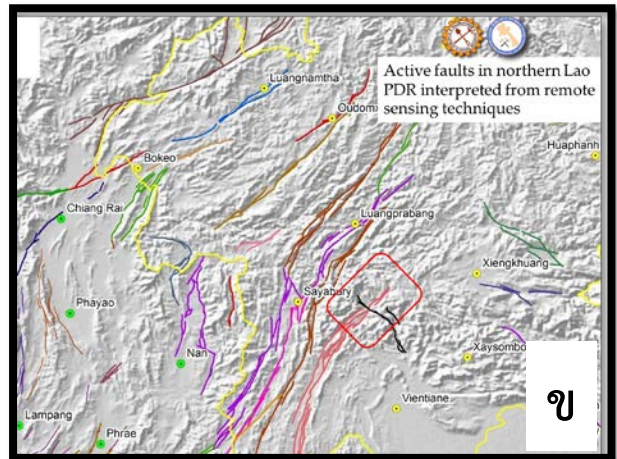 Active faults in northern Lao
PDR interpreted from remote
sensing techniques
Luangnamtha
Oudomx
Huaphanh
Bokeo
Chiang Rai
Luangprabang
Xiengkhuang
Phayao
Sayabury
Nan
Xaysombo
Vientiane
Lampang
Phrae
ข